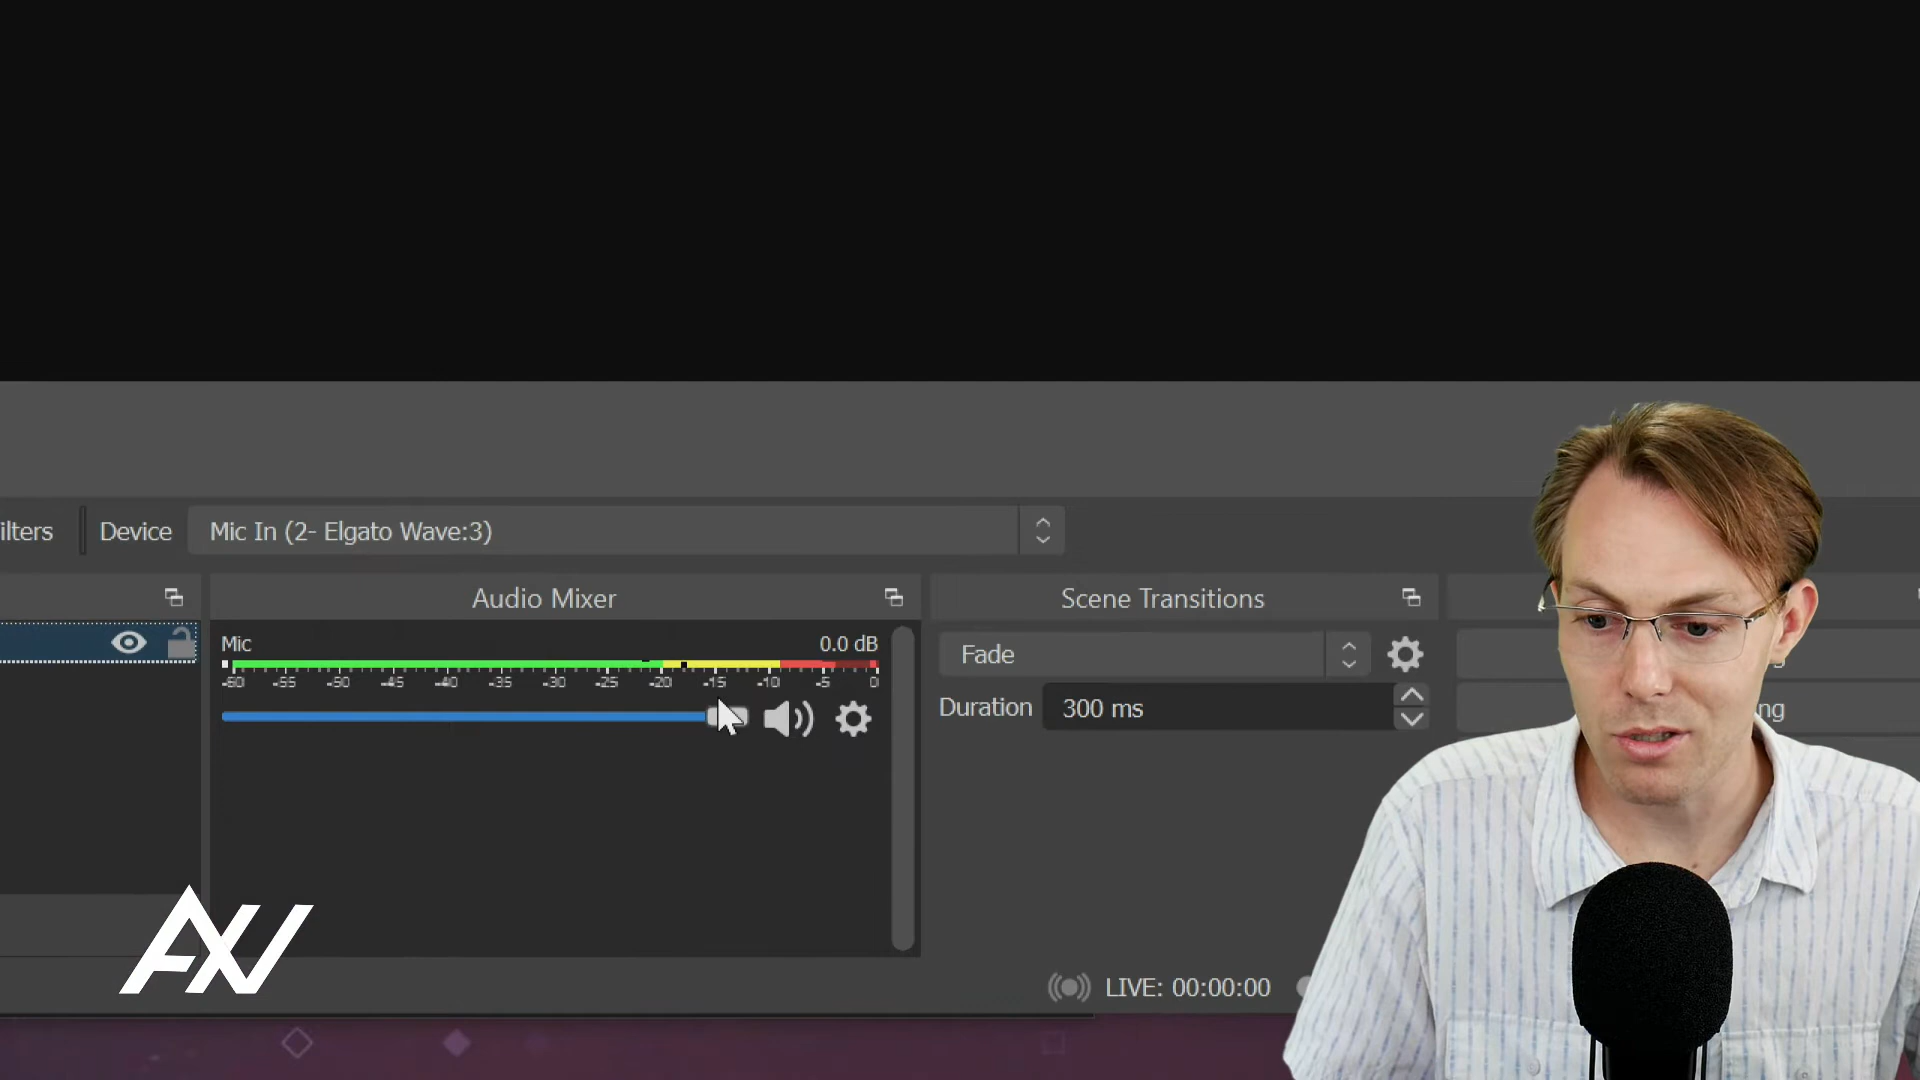 ilters
Device
Mic In (2- Elgato Wave:3)
Audio Mixer
Scene Transitions
Mic
0.0 dB
-60 -55 -50 -45 -40 -35 -30 -25 -20 -15 -10 -5 0
Fade
Duration
300 ms
ng
LIVE: 00:00:00